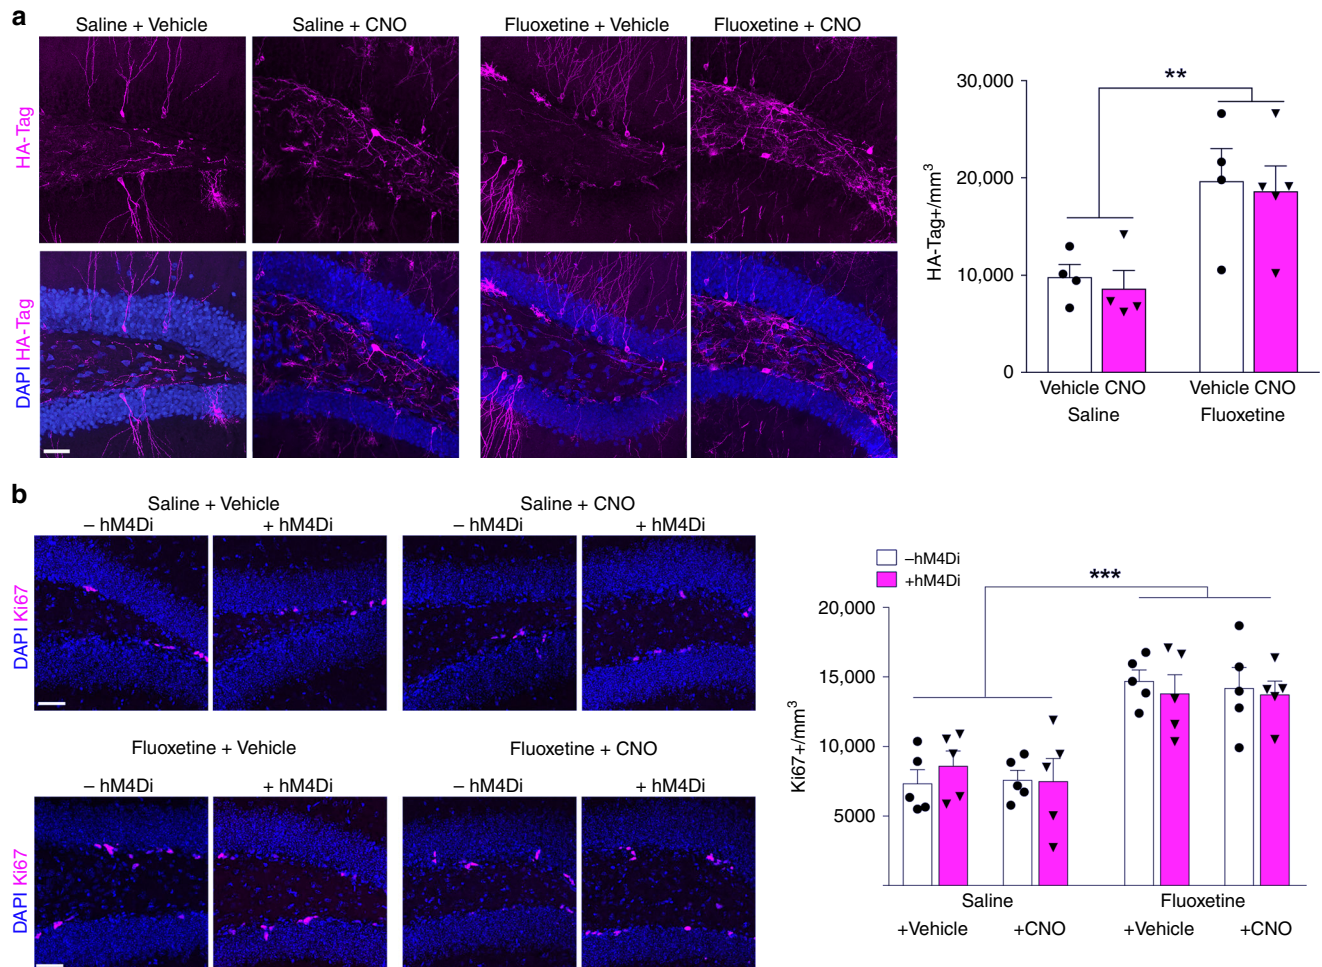 a
Saline + Vehicle
Saline + CNO
Fluoxetine + Vehicle
Fluoxetine + CNO
HA-Tag
DAPI HA-Tag
HA-Tag+/mm³
30,000
20,000
10,000
0
**
Vehicle CNO
Vehicle CNO
Saline
Fluoxetine
b
Saline + Vehicle
Saline + CNO
– hM4Di
+ hM4Di
– hM4Di
+ hM4Di
DAPI Ki67
Fluoxetine + Vehicle
Fluoxetine + CNO
– hM4Di
+ hM4Di
– hM4Di
+ hM4Di
DAPI Ki67
–hM4Di
+hM4Di
***
Ki67+/mm³
20,000
15,000
10,000
5000
Saline
Fluoxetine
+Vehicle
+CNO
+Vehicle
+CNO